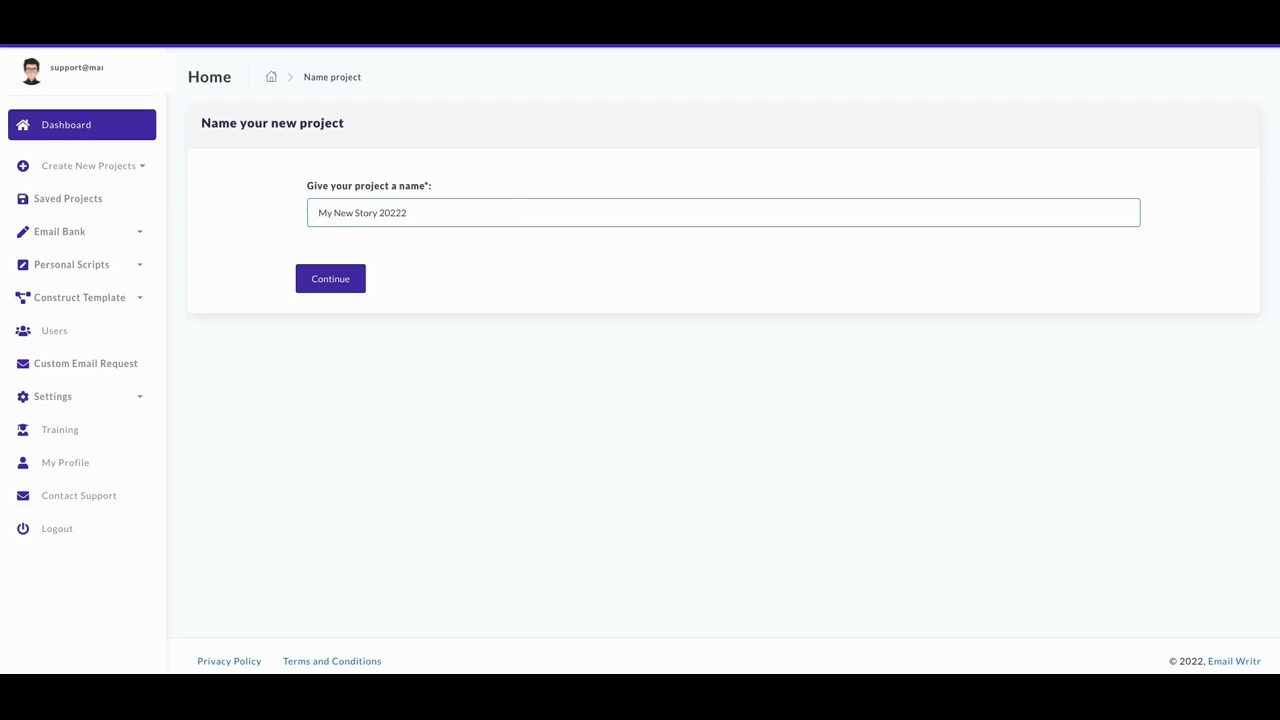 support@mar
Dashboard
Create New Projects
Saved Projects
Email Bank
Personal Scripts
Construct Template
Users
Custom Email Request
Settings
Training
My Profile
Contact Support
Logout
Home
Name project
Name your new project
Give your project a name*:
My New Story 20222
Continue
Privacy Policy
Terms and Conditions
© 2022, Email Writr